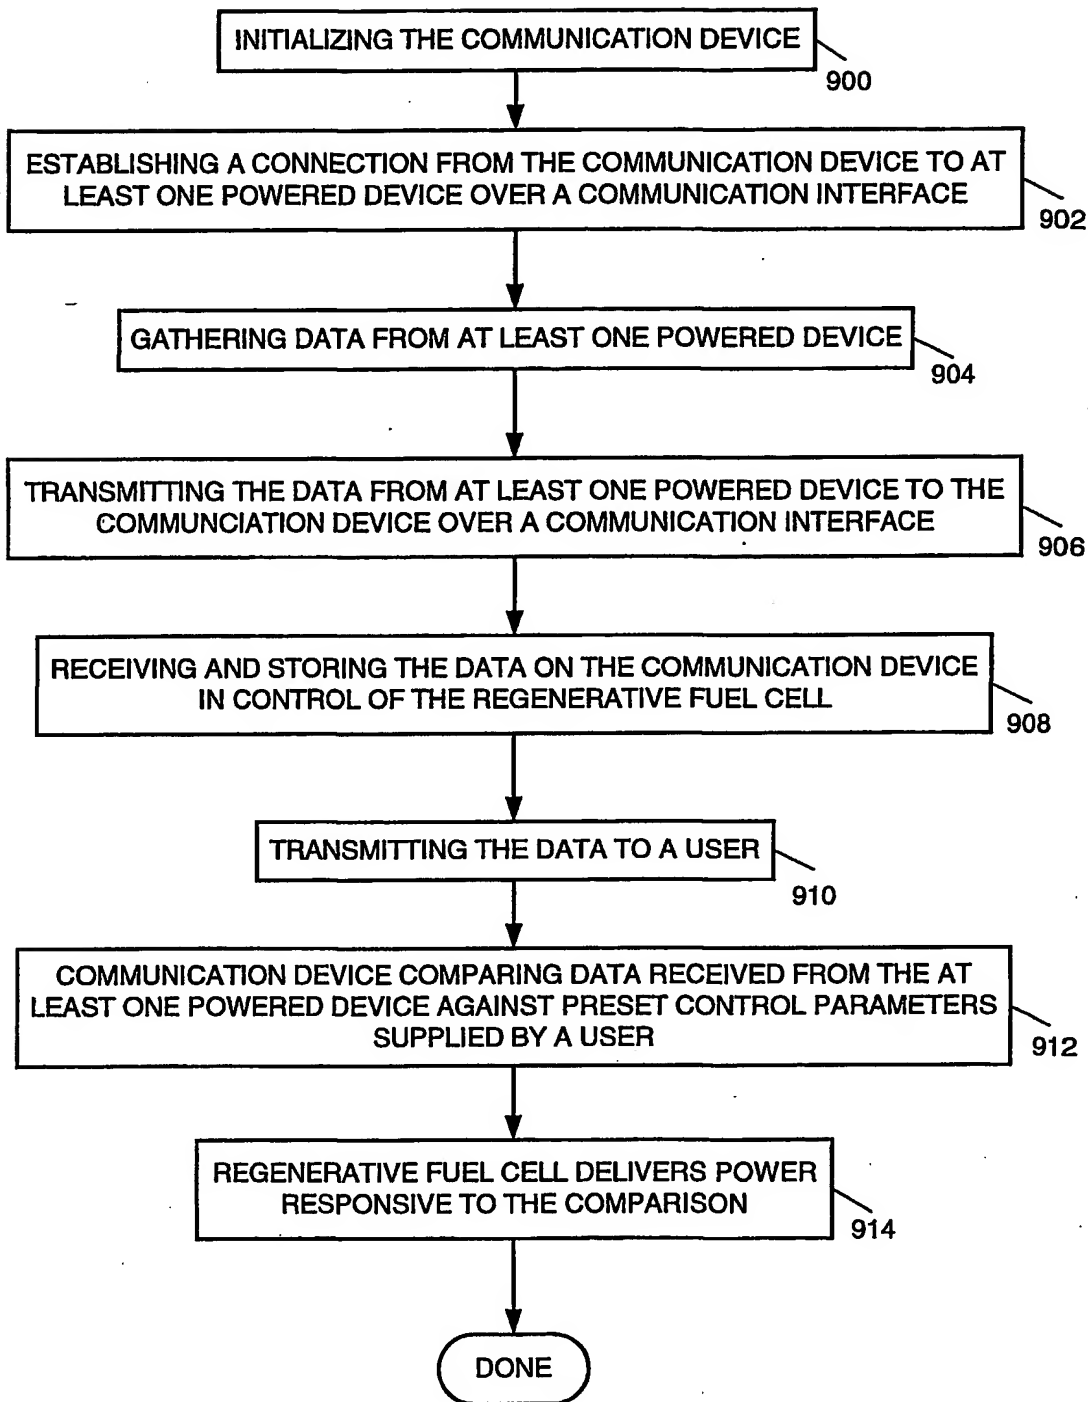 INITIALIZING THE COMMUNICATION DEVICE
900
ESTABLISHING A CONNECTION FROM THE COMMUNICATION DEVICE TO AT
LEAST ONE POWERED DEVICE OVER A COMMUNICATION INTERFACE
902
GATHERING DATA FROM AT LEAST ONE POWERED DEVICE
904
TRANSMITTING THE DATA FROM AT LEAST ONE POWERED DEVICE TO THE
COMMUNCIATION DEVICE OVER A COMMUNICATION INTERFACE
906
RECEIVING AND STORING THE DATA ON THE COMMUNICATION DEVICE
IN CONTROL OF THE REGENERATIVE FUEL CELL
908
TRANSMITTING THE DATA TO A USER
910
COMMUNICATION DEVICE COMPARING DATA RECEIVED FROM THE AT
LEAST ONE POWERED DEVICE AGAINST PRESET CONTROL PARAMETERS
SUPPLIED BY A USER
912
REGENERATIVE FUEL CELL DELIVERS POWER
RESPONSIVE TO THE COMPARISON
914
DONE